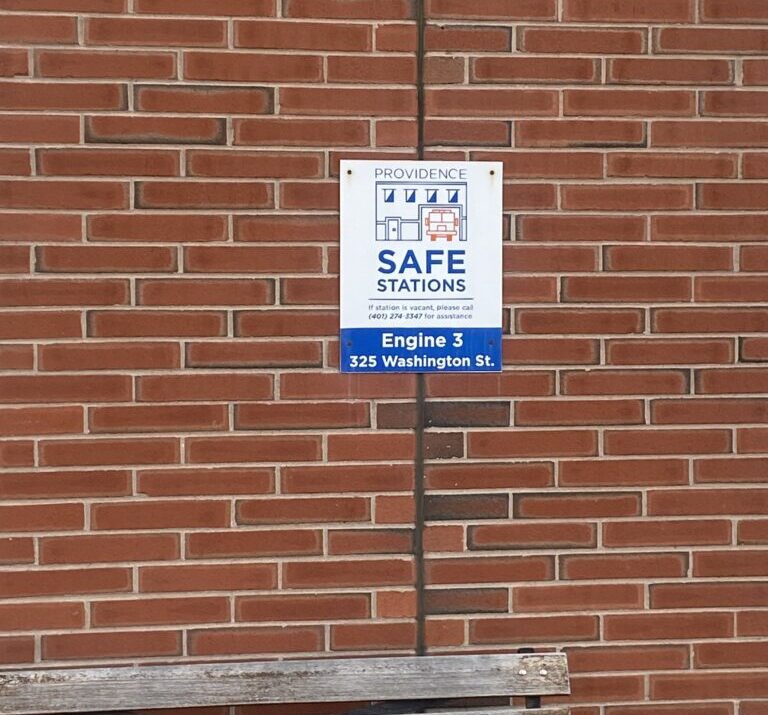 PROVIDENCE
SAFE
STATIONS
If station is vacant, please call
(401) 274-3347 for assistance
Engine 3
325 Washington St.